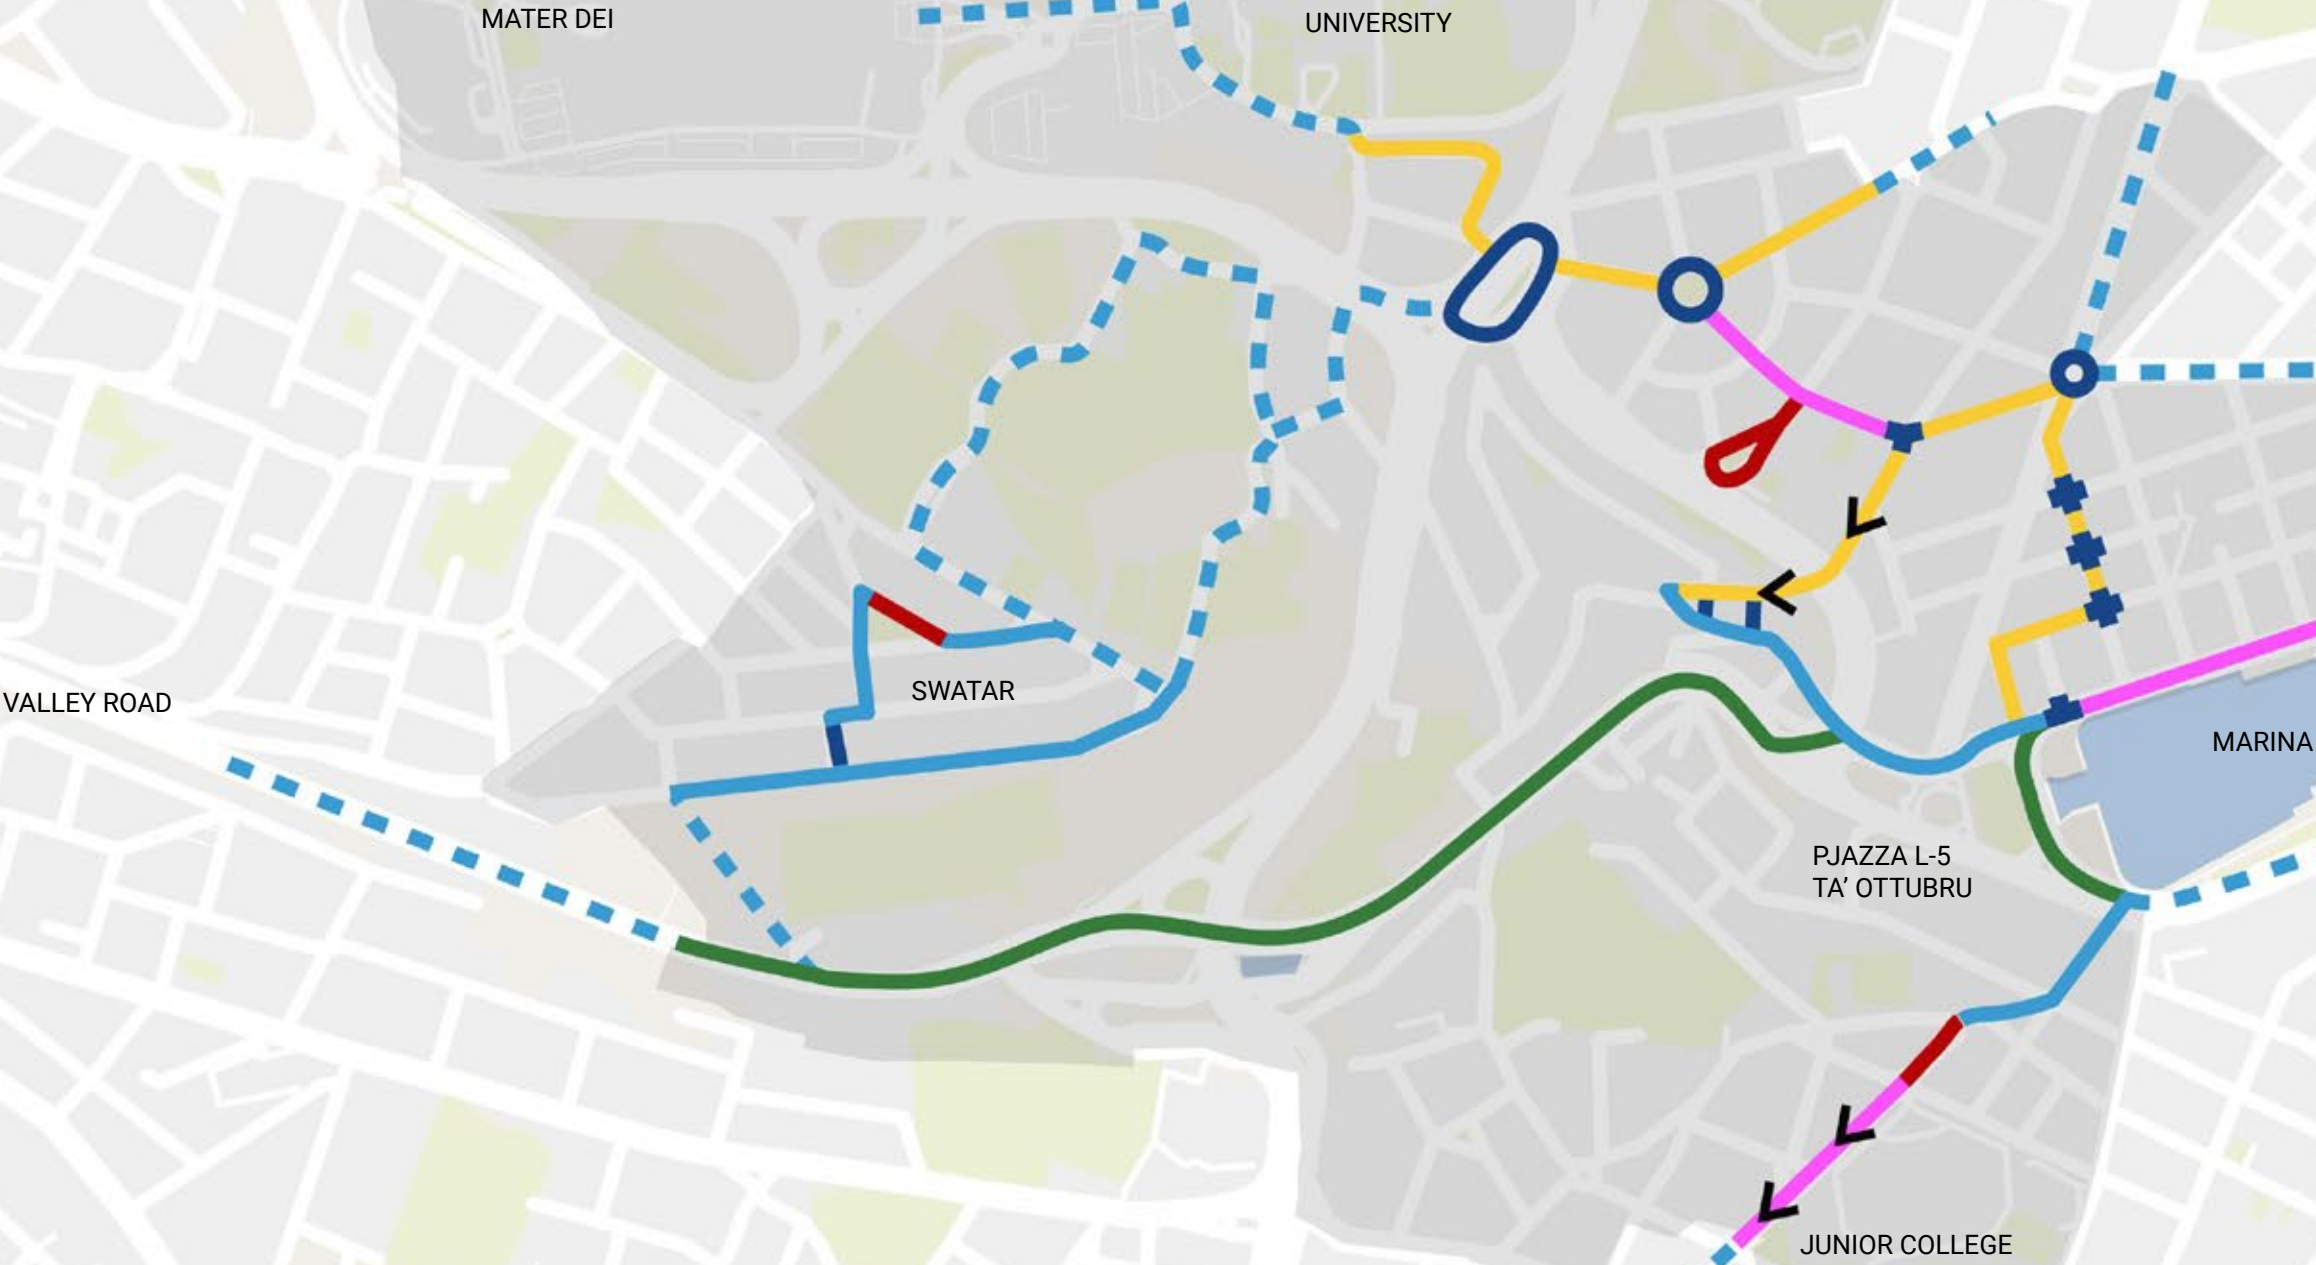 MATER DEI
UNIVERSITY
SWATAR
VALLEY ROAD
MARINA
PJAZZA L-5
TA' OTTUBRU
JUNIOR COLLEGE